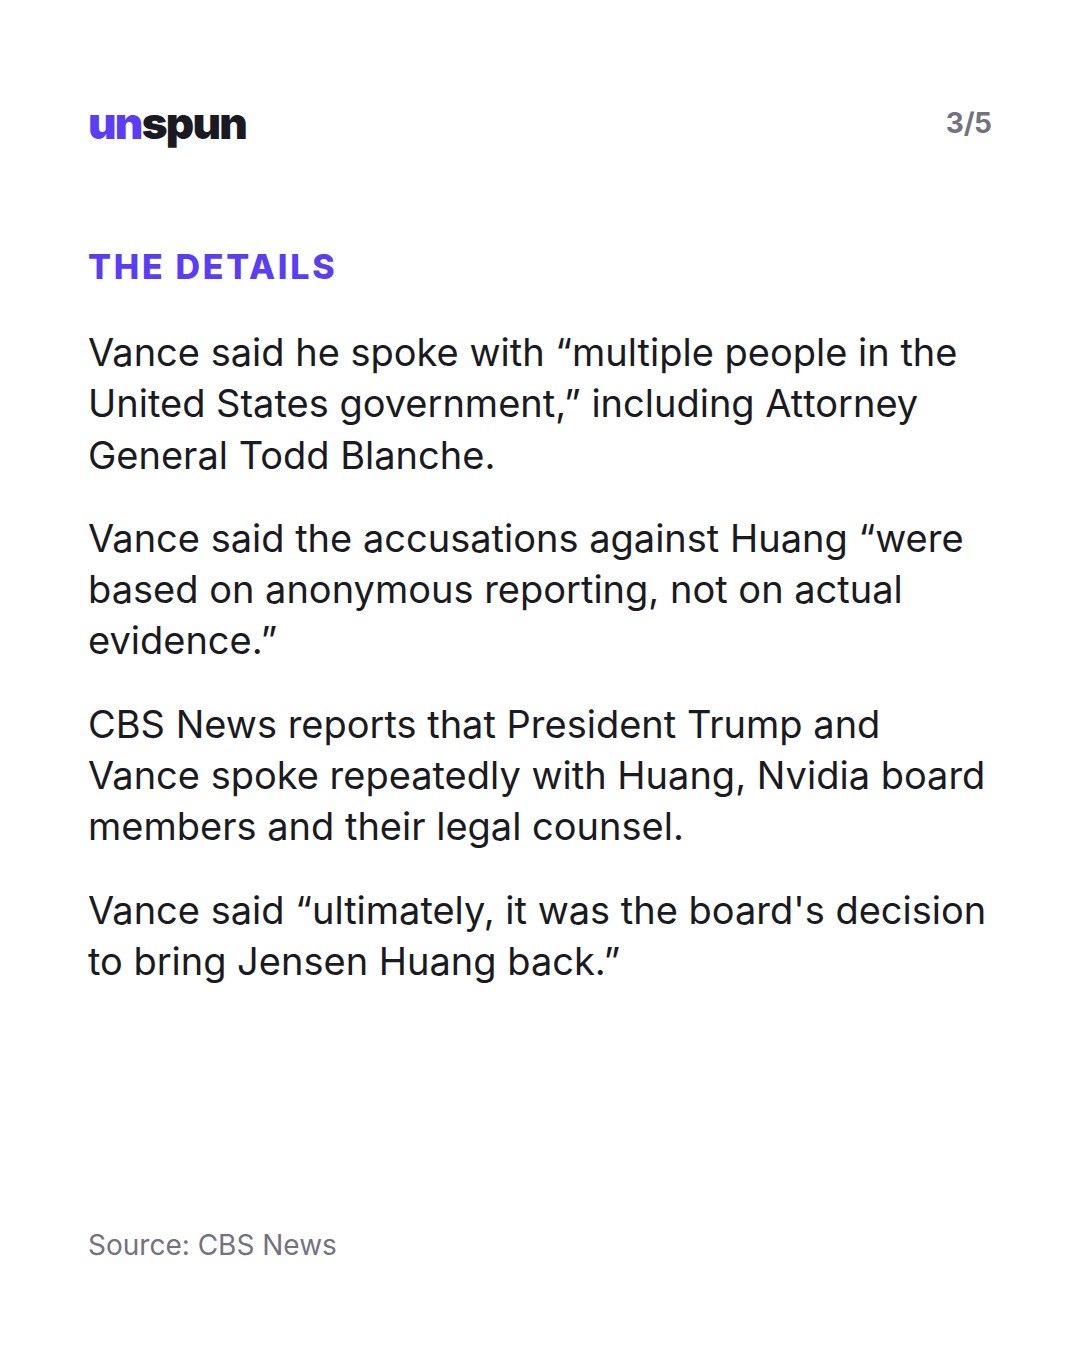 unspun
3/5
THE DETAILS
Vance said he spoke with “multiple people in the
United States government,” including Attorney
General Todd Blanche.
Vance said the accusations against Huang “were
based on anonymous reporting, not on actual
evidence.”
CBS News reports that President Trump and
Vance spoke repeatedly with Huang, Nvidia board
members and their legal counsel.
Vance said “ultimately, it was the board's decision
to bring Jensen Huang back.”
Source: CBS News